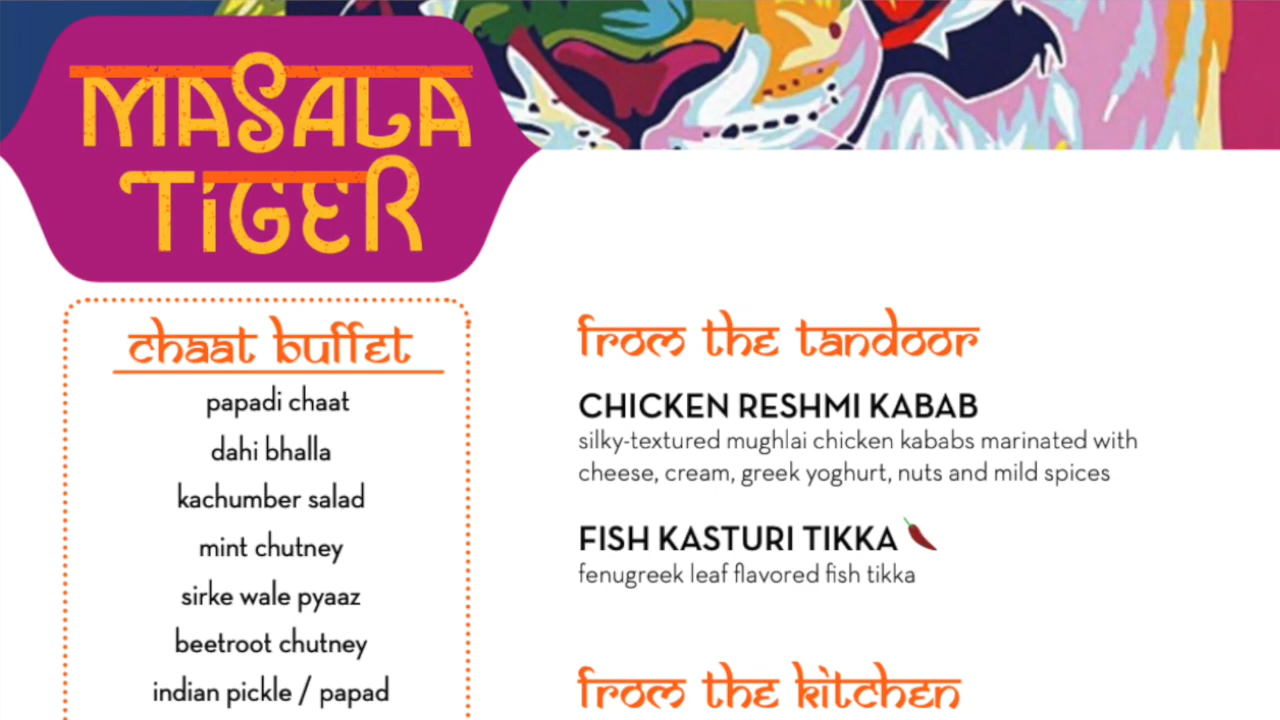 MASALA
TiGER
chaat buffet
papadi chaat
dahi bhalla
kachumber salad
mint chutney
sirke wale pyaaz
beetroot chutney
indian pickle / papad
from the tandoor
CHICKEN RESHMI KABAB
silky-textured mughlai chicken kababs marinated with
cheese, cream, greek yoghurt, nuts and mild spices
FISH KASTURI TIKKA
fenugreek leaf flavored fish tikka
from the kitchen